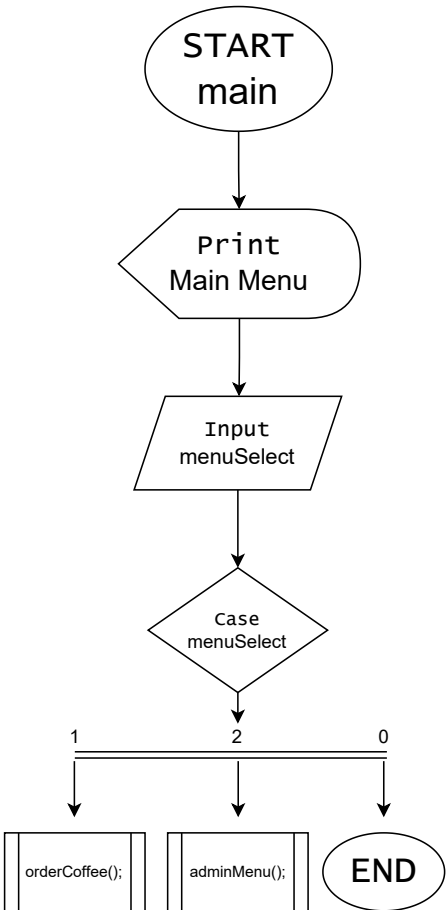 START
main
Print
Main Menu
Input
menuSelect
Case
menuSelect
1 2 0
orderCoffee(); adminMenu(); END